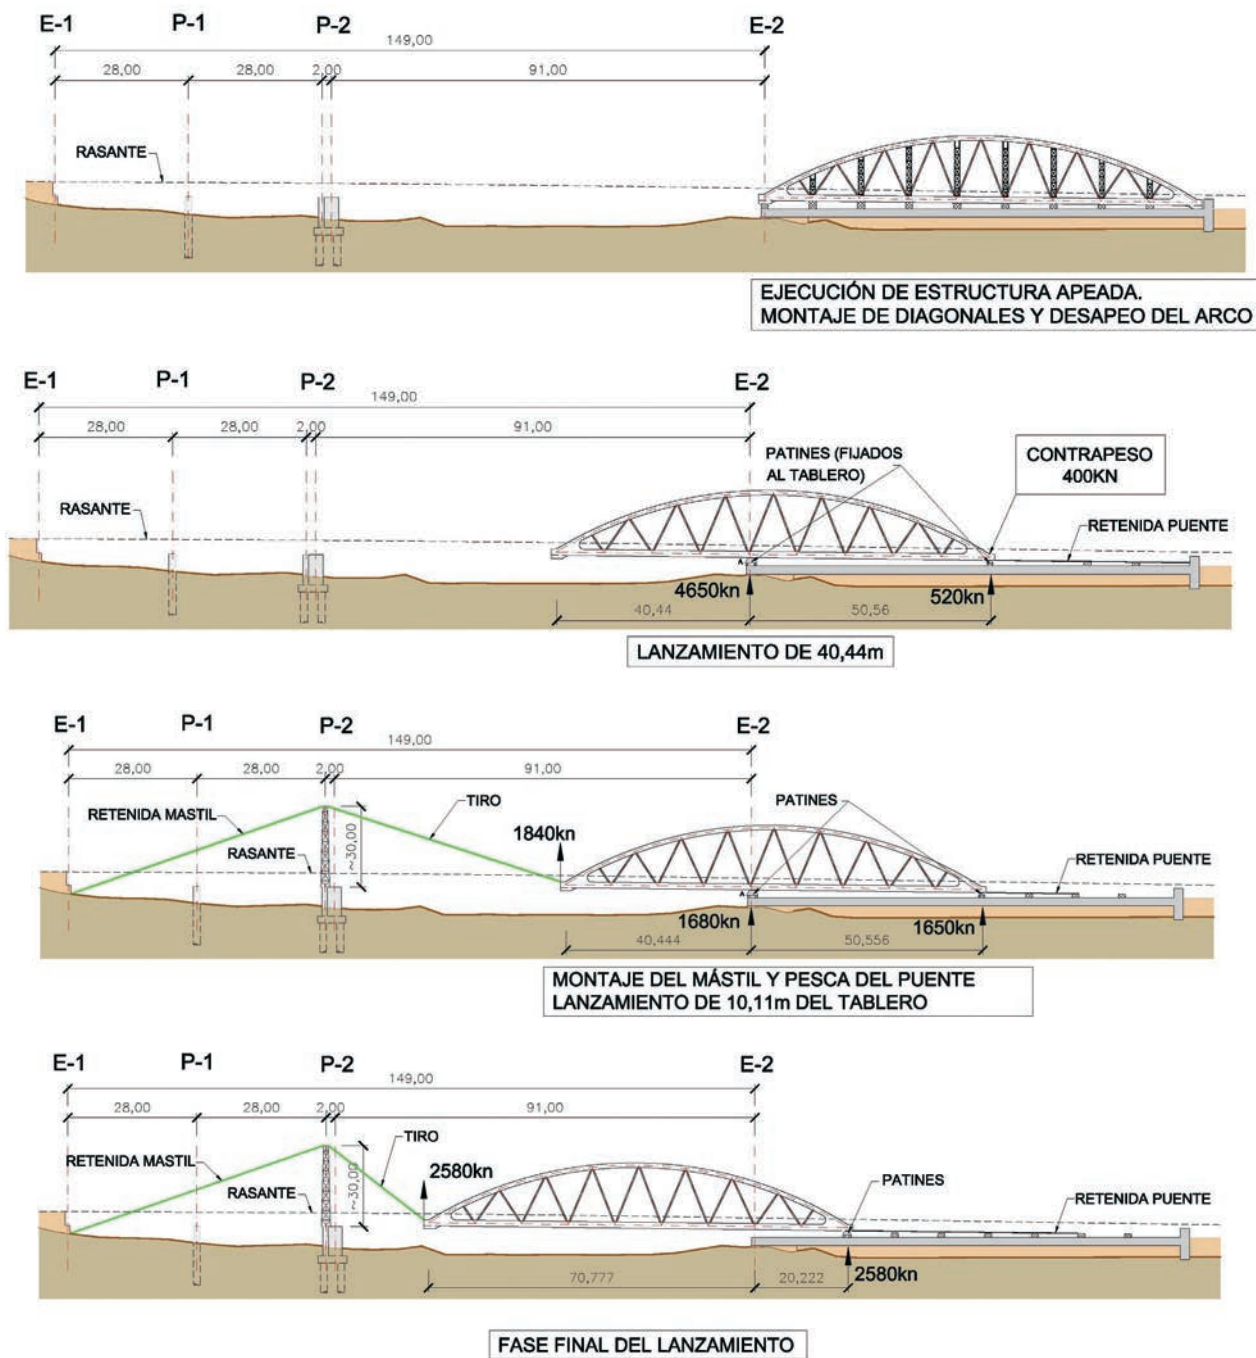 E-1 P-1 P-2 E-2
149,00
28,00 28,00 2,00 91,00
RASANTE
EJECUCIÓN DE ESTRUCTURA APEADA.
MONTAJE DE DIAGONALES Y DESAPEO DEL ARCO
E-1 P-1 P-2 E-2
149,00
28,00 28,00 2,00 91,00
PATINES (FIJADOS
AL TABLERO)
CONTRAPESO
400KN
RASANTE
RETENIDA PUENTE
A
4650kn 520kn
40,44 50,56
LANZAMIENTO DE 40,44m
E-1 P-1 P-2 E-2
149,00
28,00 28,00 2,00 91,00
RETENIDA MASTIL
TIRO
PATINES
~30,00
1840kn
RASANTE
RETENIDA PUENTE
A
1680kn 1650kn
40,444 50,556
MONTAJE DEL MÁSTIL Y PESCA DEL PUENTE
LANZAMIENTO DE 10,11m DEL TABLERO
E-1 P-1 P-2 E-2
149,00
28,00 28,00 2,00 91,00
TIRO
RETENIDA MASTIL
~30,00
2580kn
PATINES
RASANTE
RETENIDA PUENTE
70,777 20,222
2580kn
FASE FINAL DEL LANZAMIENTO